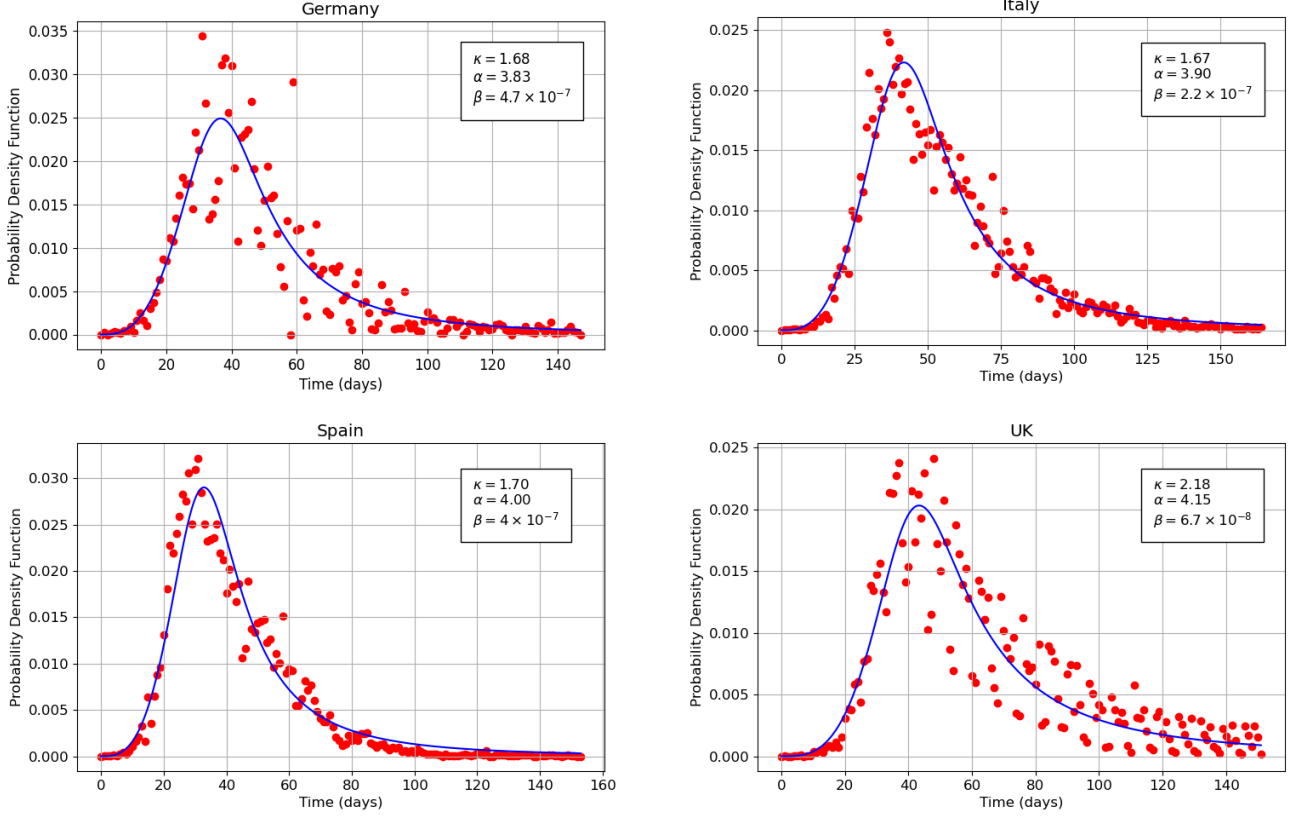 Germany
Probability Density Function
0.035
0.030
0.025
0.020
0.015
0.010
0.005
0.000
κ = 1.68
α = 3.83
β = 4.7 × 10⁻⁷
0 20 40 60 80 100 120 140
Time (days)
Italy
Probability Density Function
0.025
0.020
0.015
0.010
0.005
0.000
κ = 1.67
α = 3.90
β = 2.2 × 10⁻⁷
0 25 50 75 100 125 150
Time (days)
Spain
Probability Density Function
0.030
0.025
0.020
0.015
0.010
0.005
0.000
κ = 1.70
α = 4.00
β = 4 × 10⁻⁷
0 20 40 60 80 100 120 140 160
Time (days)
UK
Probability Density Function
0.025
0.020
0.015
0.010
0.005
0.000
κ = 2.18
α = 4.15
β = 6.7 × 10⁻⁸
0 20 40 60 80 100 120 140
Time (days)